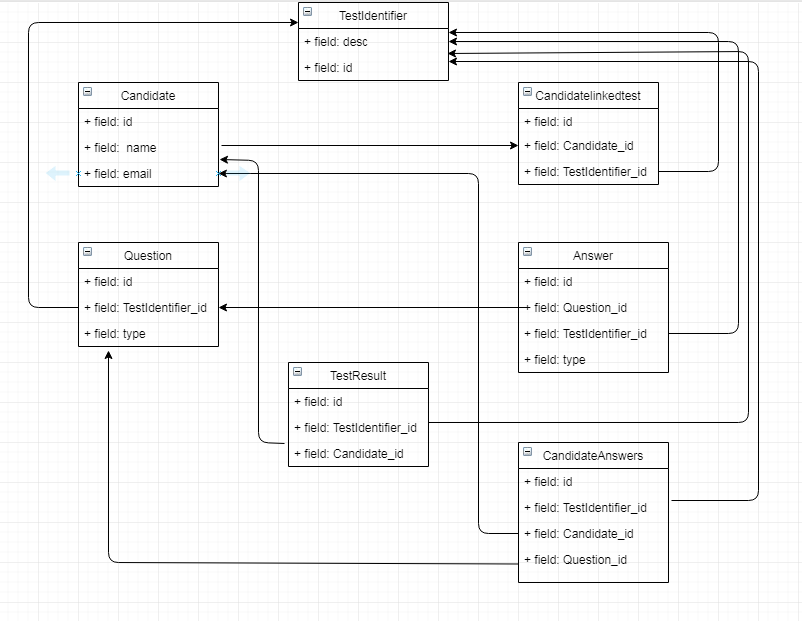 TestIdentifier
+ field: desc
+ field: id
Candidate
+ field: id
+ field: name
+ field: email
Candidatelinkedtest
+ field: id
+ field: Candidate_id
+ field: TestIdentifier_id
Question
+ field: id
+ field: TestIdentifier_id
+ field: type
Answer
+ field: id
+ field: Question_id
+ field: TestIdentifier_id
+ field: type
TestResult
+ field: id
+ field: TestIdentifier_id
+ field: Candidate_id
CandidateAnswers
+ field: id
+ field: TestIdentifier_id
+ field: Candidate_id
+ field: Question_id